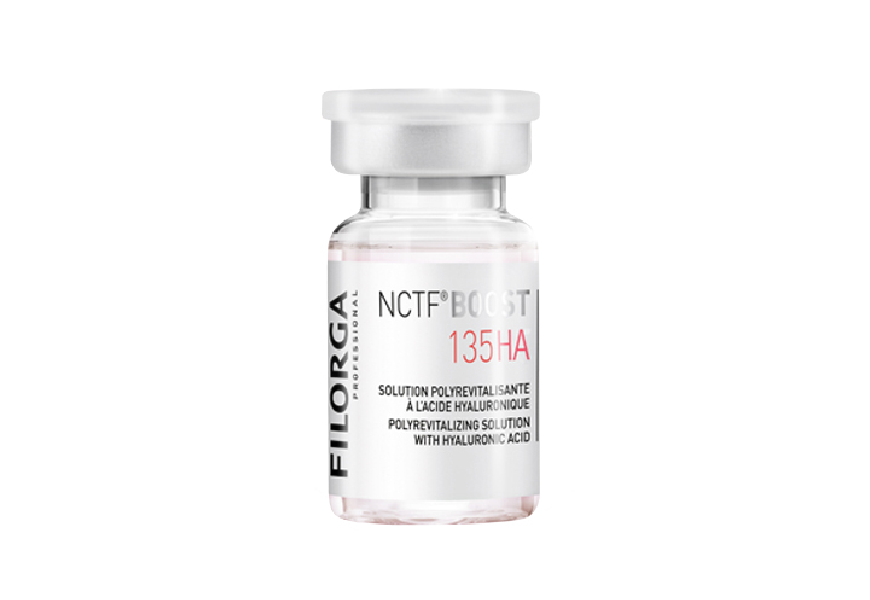 FILORGA
PROFESSIONAL
NCTF® BOOST
135HA
SOLUTION POLYREVITALISANTE
À L'ACIDE HYALURONIQUE
POLYREVITALIZING SOLUTION
WITH HYALURONIC ACID